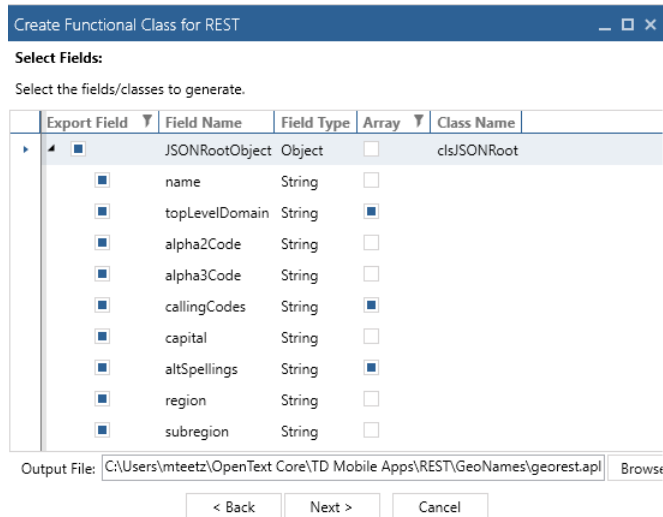 Create Functional Class for REST
Select Fields:
Select the fields/classes to generate.
Export Field Field Name Field Type Array Class Name
JSONRootObject Object clsJSONRoot
name String
topLevelDomain String
alpha2Code String
alpha3Code String
callingCodes String
capital String
altSpellings String
region String
subregion String
Output File: C:\Users\mteetz\OpenText Core\TD Mobile Apps\REST\GeoNames\georest.apl Browse
< Back Next > Cancel